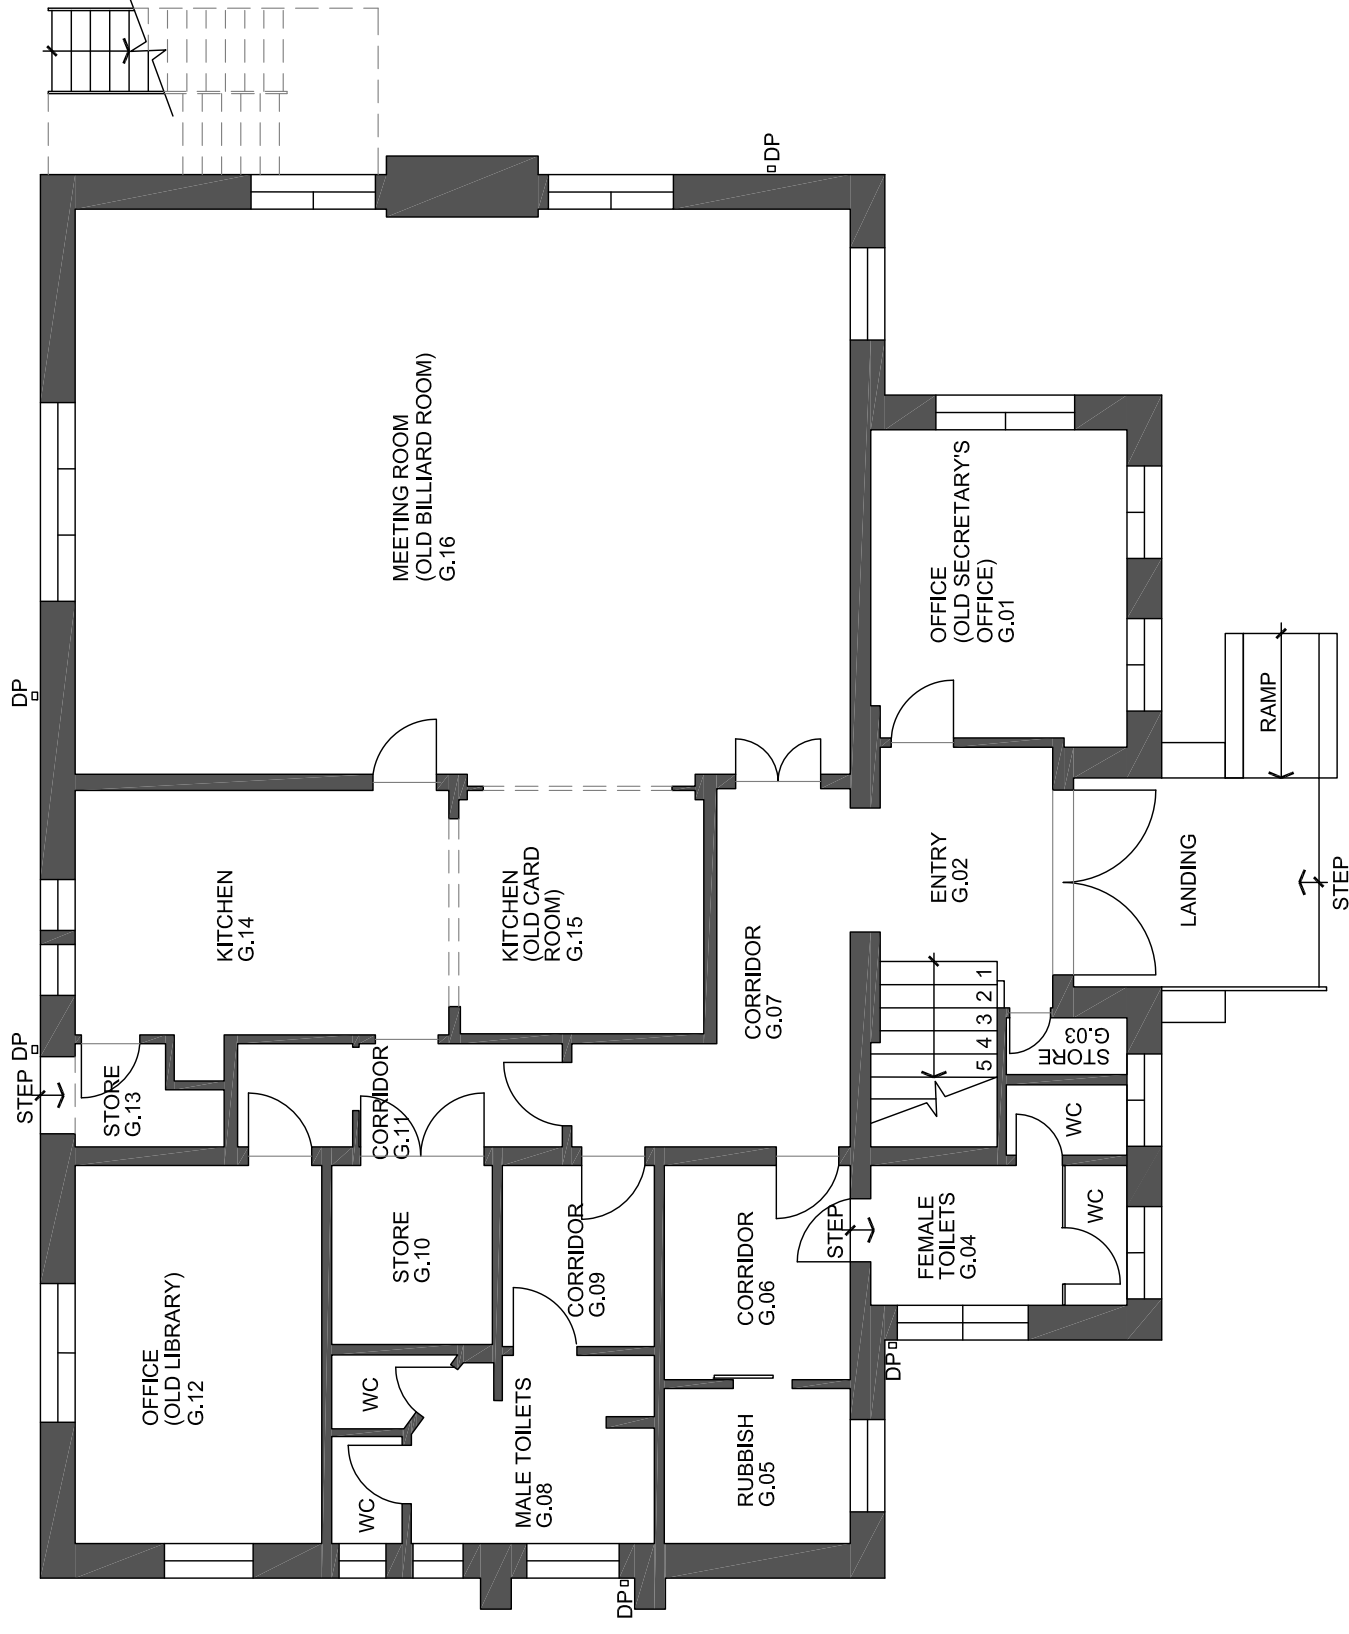 DP
DP
DP
STEP
STORE
G.13
KITCHEN
G.14
MEETING ROOM
(OLD BILLIARD ROOM)
G.16
KITCHEN
(OLD CARD
ROOM)
G.15
CORRIDOR
G.11
CORRIDOR
G.07
OFFICE
(OLD LIBRARY)
G.12
STORE
G.10
CORRIDOR
G.09
WC
WC
MALE TOILETS
G.08
CORRIDOR
G.06
RUBBISH
G.05
DP
STEP
FEMALE
TOILETS
G.04
DP
WC
WC
STORE
G.03
1
2
3
4
5
ENTRY
G.02
OFFICE
(OLD SECRETARY'S
OFFICE)
G.01
LANDING
RAMP
STEP